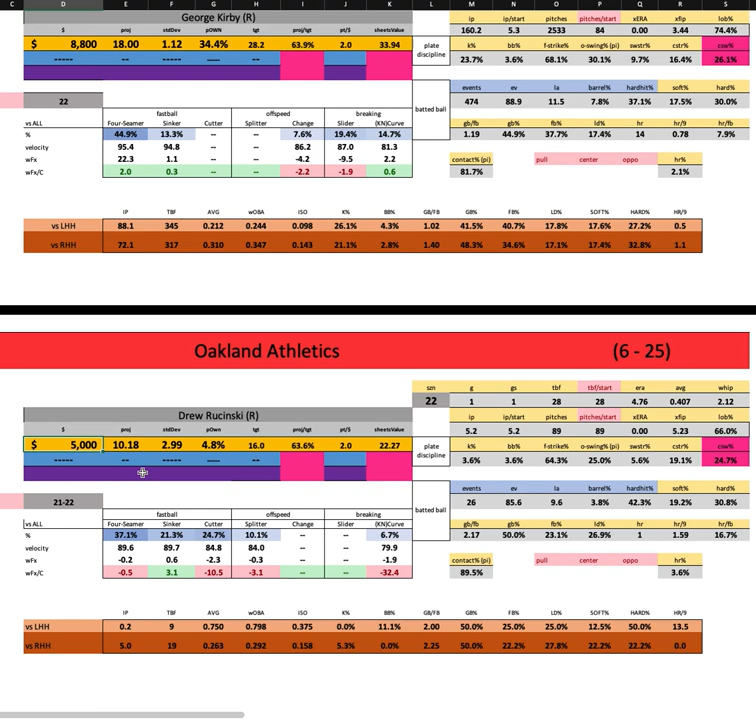 C D E F G H I J K L M N O P Q R S
George Kirby (R) ip ip/start pitches pitches/start xERA xfip lob%
$ proj stdDev pOWN tgt proj/tgt pt/$ sheetsValue 160.2 5.3 2533 84 0.00 3.44 74.4%
$ 8,800 18.00 1.12 34.4% 28.2 63.9% 2.0 33.94 plate discipline k% bb% f-strike% o-swing% (pi) swstr% cstr% csw%
----- -- --- ---- -- 23.7% 3.6% 68.1% 30.1% 9.7% 16.4% 26.1%
events ev la barrel% hardhit% soft% hard%
22 batted ball 474 88.9 11.5 7.8% 37.1% 17.5% 30.0%
fastball offspeed breaking
vs ALL Four-Seamer Sinker Cutter Splitter Change Slider (KN)Curve gb/fb gb% fb% ld% hr hr/9 hr/fb
% 44.9% 13.3% -- -- 7.6% 19.4% 14.7% 1.19 44.9% 37.7% 17.4% 14 0.78 7.9%
velocity 95.4 94.8 -- -- 86.2 87.0 81.3
wFx 22.3 1.1 -- -- -4.2 -9.5 2.2 contact% (pi) pull center oppo hr%
wFx/C 2.0 0.3 -- -- -2.2 -1.9 0.6 81.7% 2.1%
IP TBF AVG wOBA ISO K% BB% GB/FB GB% FB% LD% SOFT% HARD% HR/9
vs LHH 88.1 345 0.212 0.244 0.098 26.1% 4.3% 1.02 41.5% 40.7% 17.8% 17.6% 27.2% 0.5
vs RHH 72.1 317 0.310 0.347 0.143 21.1% 2.8% 1.40 48.3% 34.6% 17.1% 17.4% 32.8% 1.1
Oakland Athletics (6 - 25)
szn g gs tbf tbf/start era avg whip
22 1 1 28 28 4.76 0.407 2.12
Drew Rucinski (R) ip ip/start pitches pitches/start xERA xfip lob%
$ proj stdDev pOwn tgt proj/tgt pt/$ sheetsValue 5.2 5.2 89 89 0.00 5.23 66.0%
$ 5,000 10.18 2.99 4.8% 16.0 63.6% 2.0 22.27 plate discipline k% bb% f-strike% o-swing% (pi) swstr% cstr% csw%
----- -- --- ---- -- 3.6% 3.6% 64.3% 25.0% 5.6% 19.1% 24.7%
events ev la barrel% hardhit% soft% hard%
21-22 batted ball 26 85.6 9.6 3.8% 42.3% 19.2% 30.8%
fastball offspeed breaking
vs ALL Four-Seamer Sinker Cutter Splitter Change Slider (KN)Curve gb/fb gb% fb% ld% hr hr/9 hr/fb
% 37.1% 21.3% 24.7% 10.1% -- -- 6.7% 2.17 50.0% 23.1% 26.9% 1 1.59 16.7%
velocity 89.6 89.7 84.8 84.0 -- -- 79.9
wFx -0.2 0.6 -2.3 -0.3 -- -- -1.9 contact% (pi) pull center oppo hr%
wFx/C -0.5 3.1 -10.5 -3.1 -- -- -32.4 89.5% 3.6%
IP TBF AVG wOBA ISO K% BB% GB/FB GB% FB% LD% SOFT% HARD% HR/9
vs LHH 0.2 9 0.750 0.798 0.375 0.0% 11.1% 2.00 50.0% 25.0% 25.0% 12.5% 50.0% 13.5
vs RHH 5.0 19 0.263 0.292 0.158 5.3% 0.0% 2.25 50.0% 22.2% 27.8% 22.2% 22.2% 0.0